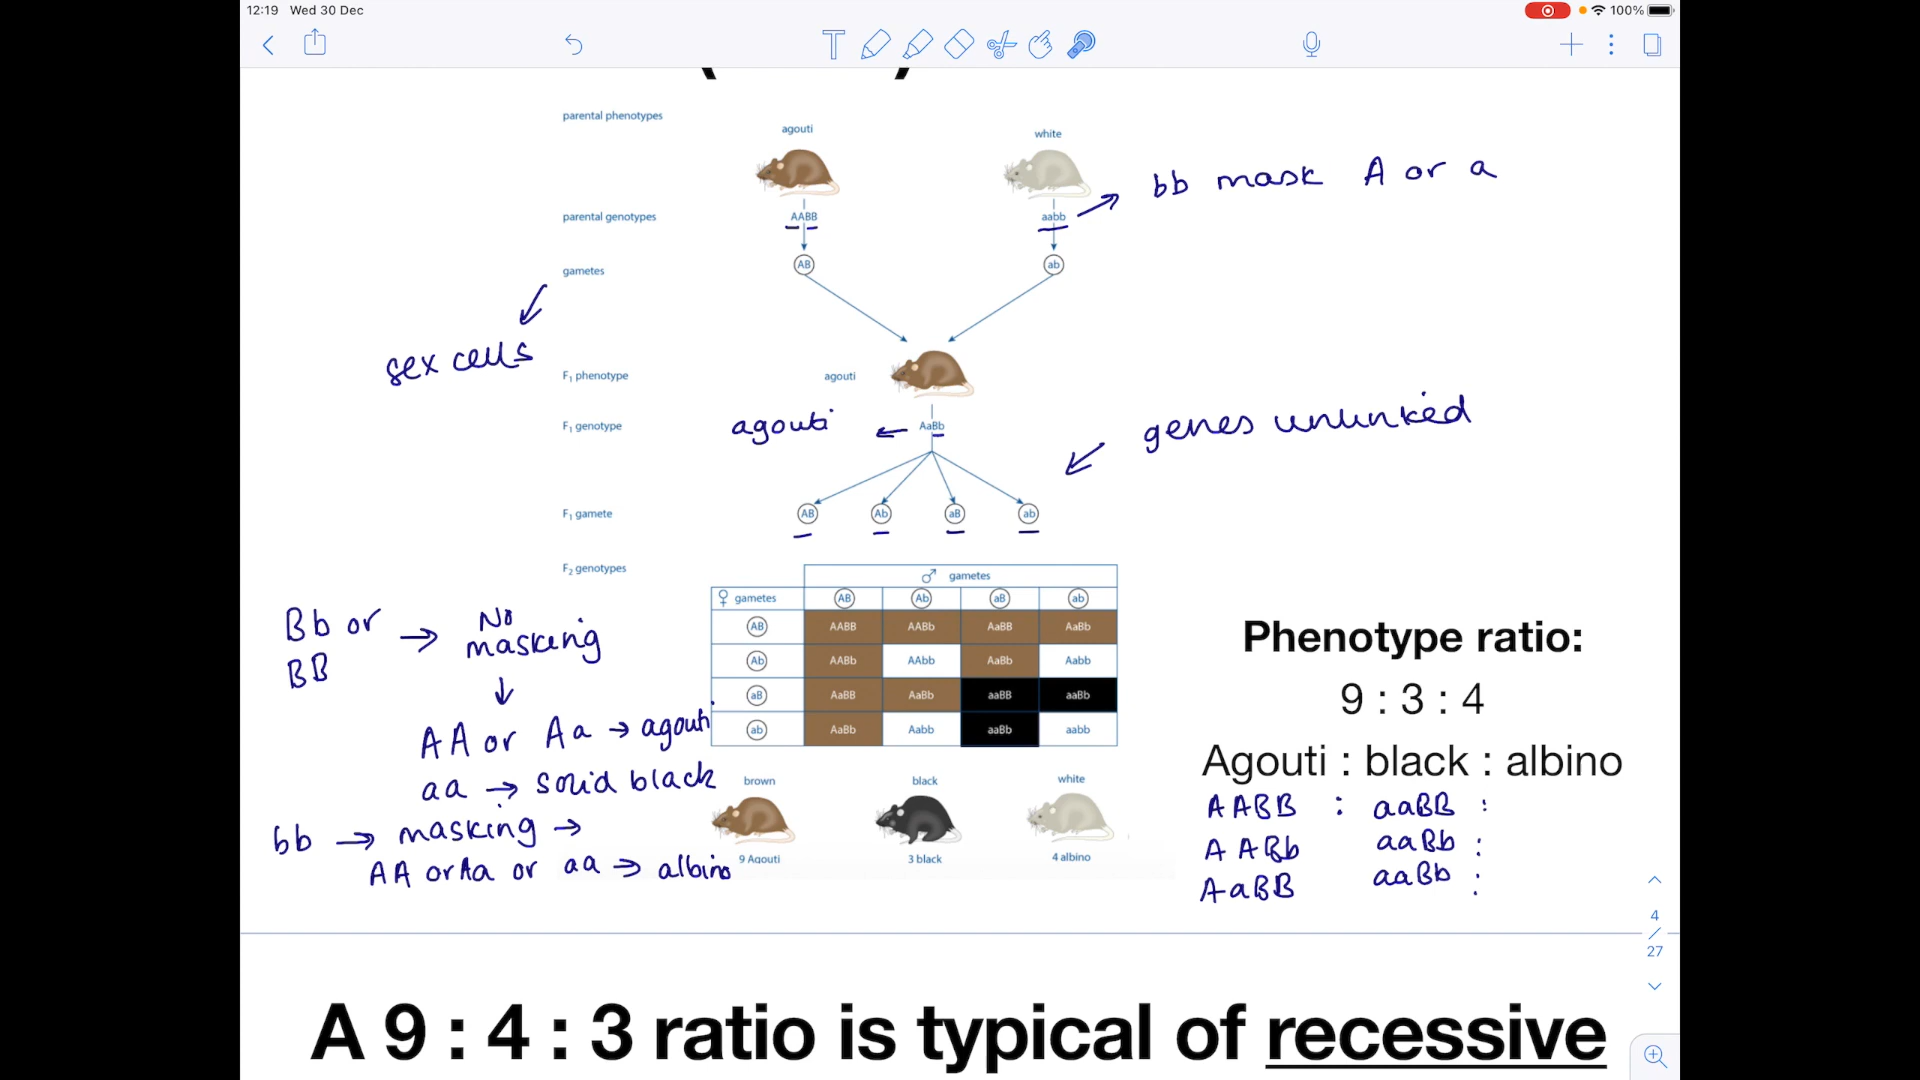 12:19 Wed 30 Dec
100%
parental phenotypes
agouti
white
bb mask A or a
parental genotypes
AABB
aabb
gametes
AB
ab
sex cells
F1 phenotype
agouti
F1 genotype
agouti ← AaBb
genes unlinked
F1 gamete
AB Ab aB ab
F2 genotypes
♂ gametes
♀ gametes AB Ab aB ab
AB AABB AABb AaBB AaBb
Ab AABb AAbb AaBb Aabb
aB AaBB AaBb aaBB aaBb
ab AaBb Aabb aaBb aabb
Bb or
BB
→ No
masking
AA or Aa → agouti
aa → solid black
bb → masking →
AA or Aa or aa → albino
brown
black
white
9 Agouti
3 black
4 albino
Phenotype ratio:
9 : 3 : 4
Agouti : black : albino
AABB : aaBB :
AABb aaBb :
AaBB aaBb :
4
/
27
A 9 : 4 : 3 ratio is typical of recessive